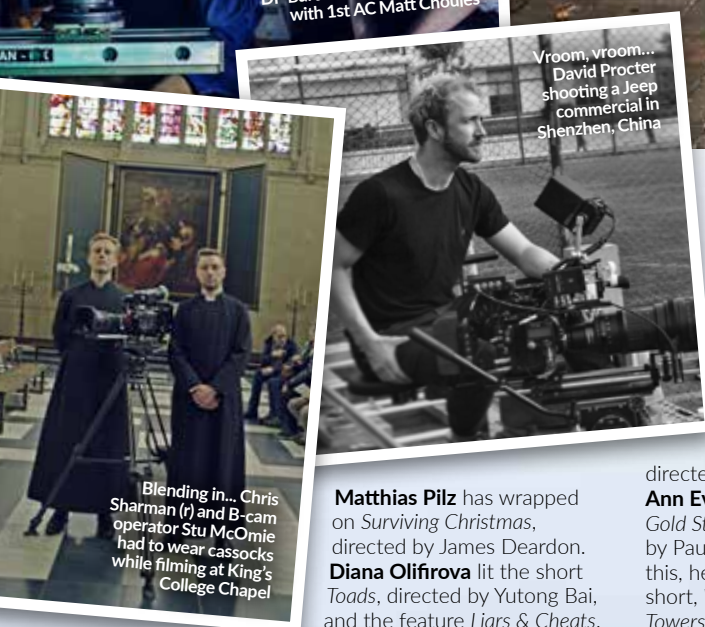 with 1st AC Matt Choules
Vroom, vroom...
David Procter
shooting a Jeep
commercial in
Shenzhen, China
Blending in... Chris
Sharman (r) and B-cam
operator Stu McOmie
had to wear cassocks
while filming at King's
College Chapel
Matthias Pilz has wrapped
on Surviving Christmas,
directed by James Deardon.
Diana Olifirova lit the short
Toads, directed by Yutong Bai,
and the feature Liars & Cheats,
directe
Ann Ev
Gold St
by Pau
this, he
short,
Towers